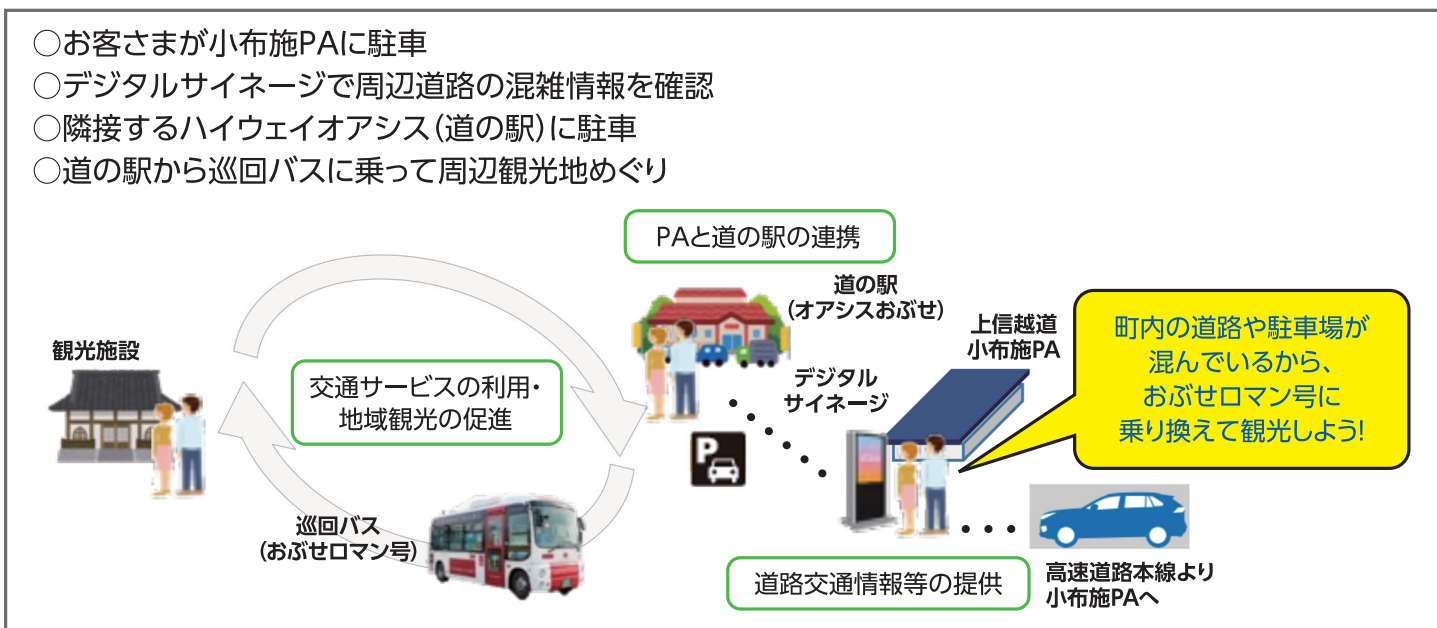 ○お客さまが小布施PAに駐車
○デジタルサイネージで周辺道路の混雑情報を確認
○隣接するハイウェイオアシス(道の駅)に駐車
○道の駅から巡回バスに乗って周辺観光地めぐり
PAと道の駅の連携
道の駅
(オアシスおぶせ)
上信越道
小布施PA
町内の道路や駐車場が
混んでいるから、
おぶせロマン号に
乗り換えて観光しよう!
観光施設
交通サービスの利用・
地域観光の促進
デジタル
サイネージ
P
巡回バス
(おぶせロマン号)
道路交通情報等の提供
高速道路本線より
小布施PAへ